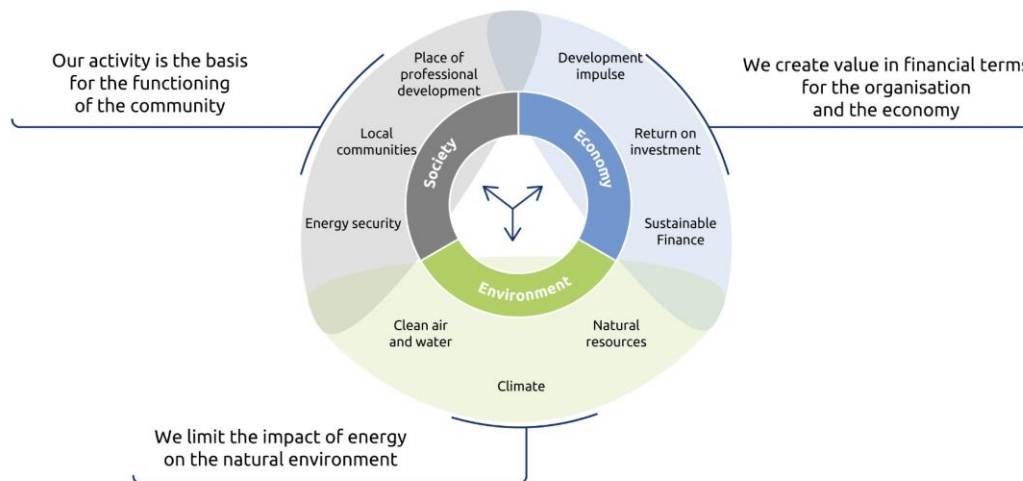 Our activity is the basis
for the functioning
of the community
Place of
professional
development
Local
communities
Energy security
Society
Development
impulse
Return on
investment
Sustainable
Finance
Economy
We create value in financial terms
for the organisation
and the economy
Environment
Clean air
and water
Natural
resources
Climate
We limit the impact of energy
on the natural environment